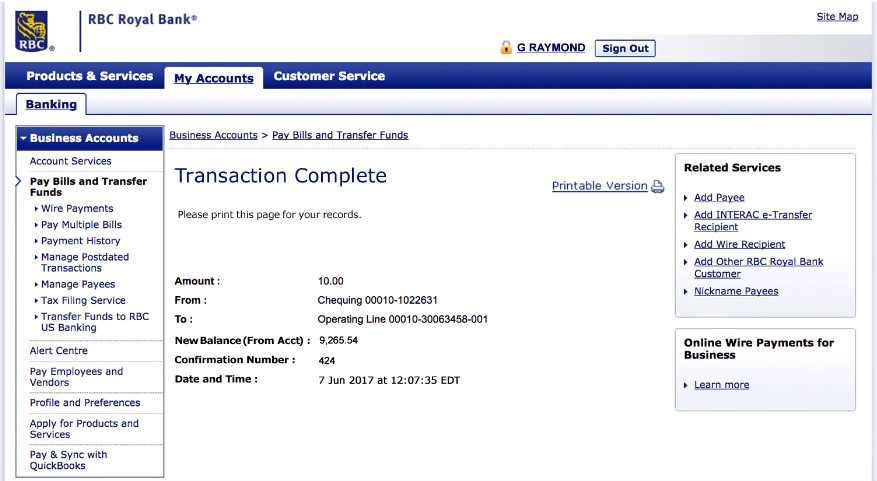 RBC Royal Bank®
Site Map
RBC®
G RAYMOND Sign Out
Products & Services My Accounts Customer Service
Banking
Business Accounts
Account Services
Pay Bills and Transfer
Funds
Wire Payments
Pay Multiple Bills
Payment History
Manage Postdated
Transactions
Manage Payees
Tax Filing Service
Transfer Funds to RBC
US Banking
Alert Centre
Pay Employees and
Vendors
Profile and Preferences
Apply for Products and
Services
Pay & Sync with
QuickBooks
Business Accounts > Pay Bills and Transfer Funds
Transaction Complete
Printable Version
Please print this page for your records.
Amount : 10.00
From : Chequing 00010-1022631
To : Operating Line 00010-30063458-001
New Balance(From Acct) : 9,265.54
Confirmation Number : 424
Date and Time : 7 Jun 2017 at 12:07:35 EDT
Related Services
Add Payee
Add INTERAC e-Transfer
Recipient
Add Wire Recipient
Add Other RBC Royal Bank
Customer
Nickname Payees
Online Wire Payments for
Business
Learn more